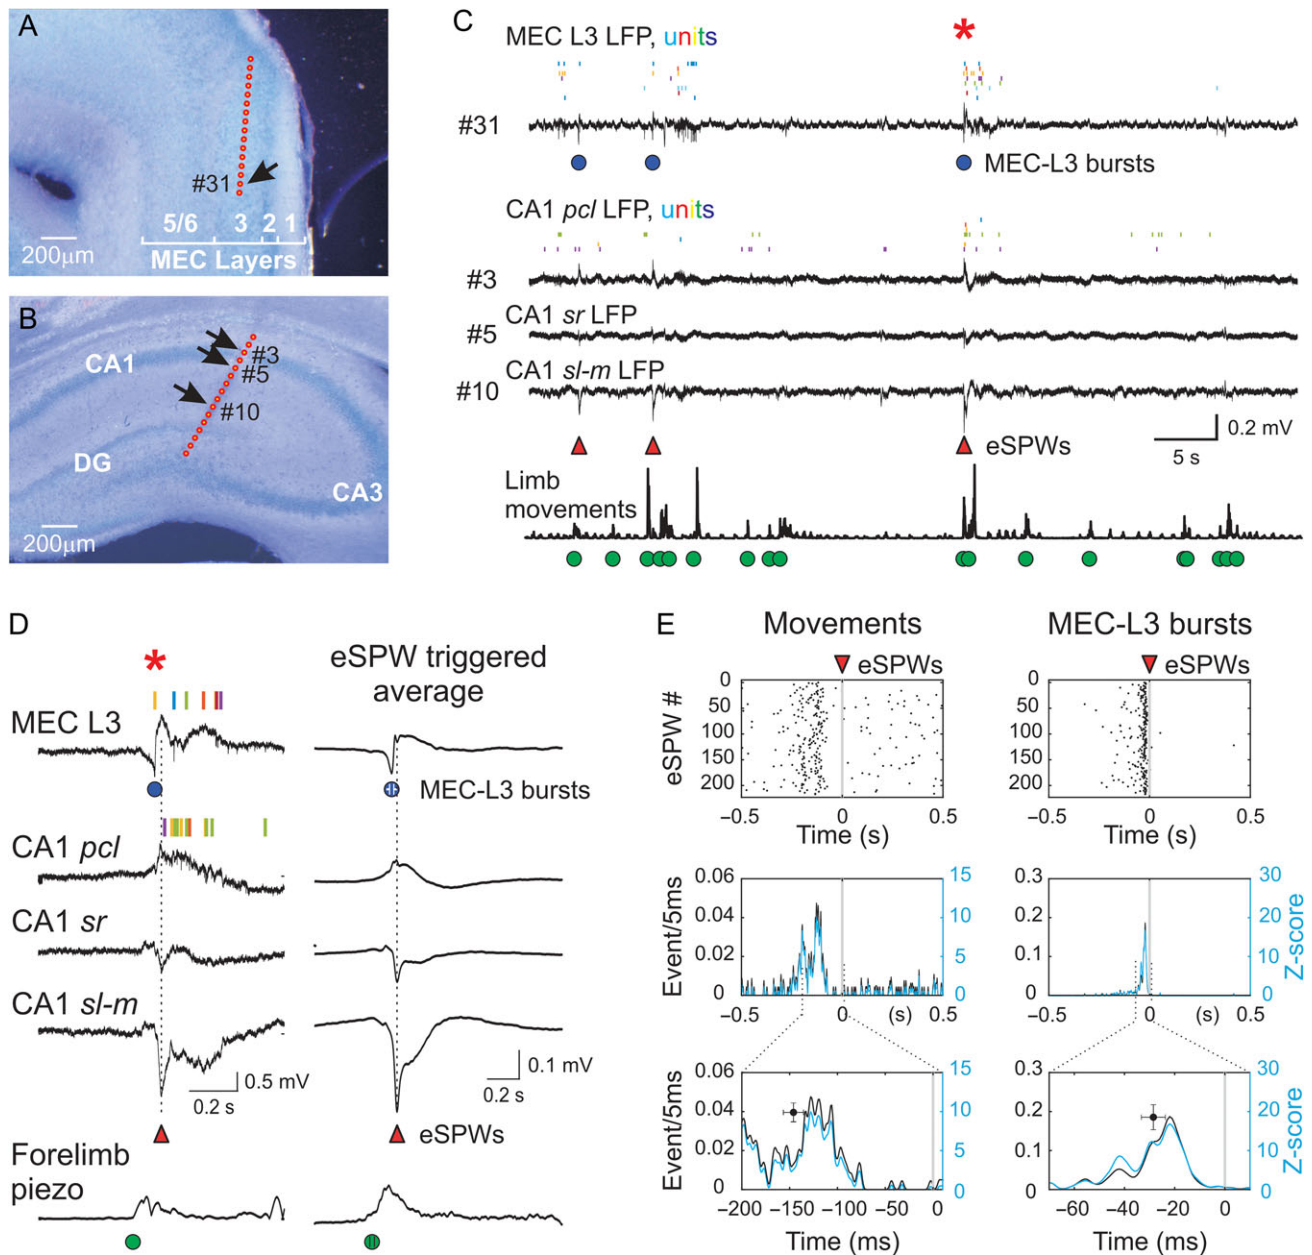 A
#31
5/6 3 2 1
200µm
MEC Layers
B
CA1
#3
#5
#10
DG
CA3
200µm
C
MEC L3 LFP, units
*
#31
MEC-L3 bursts
CA1 pcl LFP, units
#3
CA1 sr LFP
#5
CA1 sl-m LFP
#10
eSPWs
0.2 mV
5 s
Limb
movements
D
*
eSPW triggered
average
MEC L3
MEC-L3 bursts
CA1 pcl
CA1 sr
CA1 sl-m
0.5 mV
0.2 s
0.1 mV
0.2 s
eSPWs
Forelimb
piezo
E
Movements
MEC-L3 bursts
eSPWs
eSPWs
eSPW #
0
50
100
150
200
−0.5 0 0.5
Time (s)
0
50
100
150
200
−0.5 0 0.5
Time (s)
Event/5ms
0.06
0.04
0.02
0
15
10
5
0
−0.5 0 (s) 0.5
0.3
0.2
0.1
0
30
20
10
0
Z-score
−0.5 0 (s) 0.5
Event/5ms
0.06
0.04
0.02
0
15
10
5
0
−200 −150 −100 −50 0
Time (ms)
0.3
0.2
0.1
0
30
20
10
0
Z-score
−60 −40 −20 0
Time (ms)